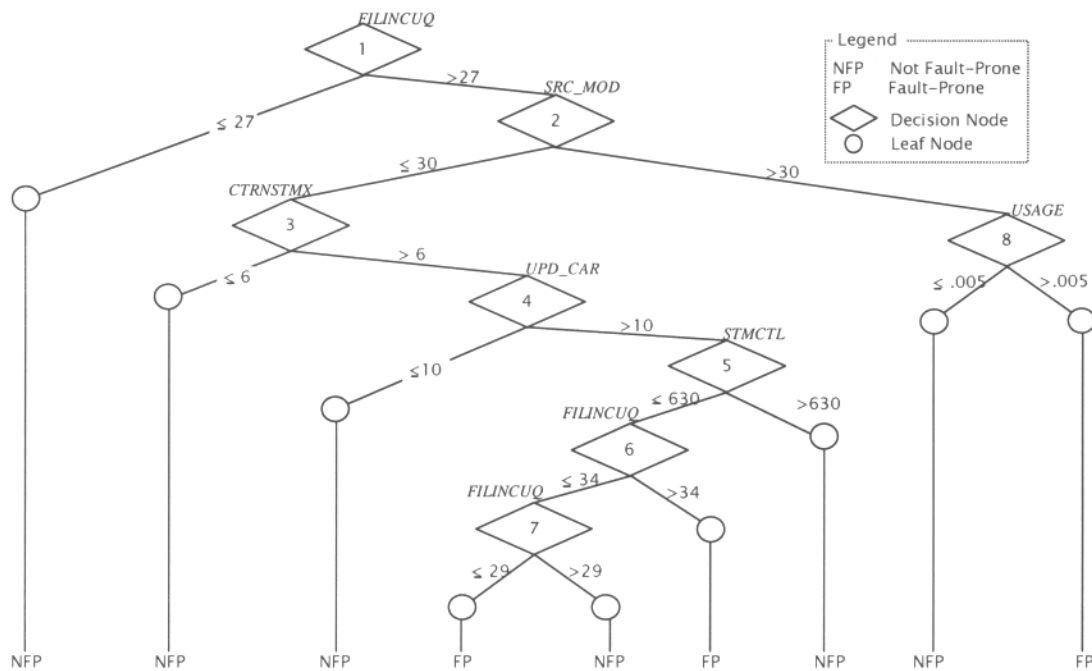 FILINCUQ
1
>27
≤ 27
SRC_MOD
2
Legend
NFP Not Fault-Prone
FP Fault-Prone
Decision Node
Leaf Node
≤ 30
>30
CTRNSTMX
3
≤ 6
> 6
USAGE
8
≤ .005
>.005
UPD_CAR
4
≤10
>10
STMCTL
5
≤ 630
>630
FILINCUQ
6
≤ 34
>34
FILINCUQ
7
≤ 29
>29
NFP NFP NFP FP NFP FP NFP NFP FP